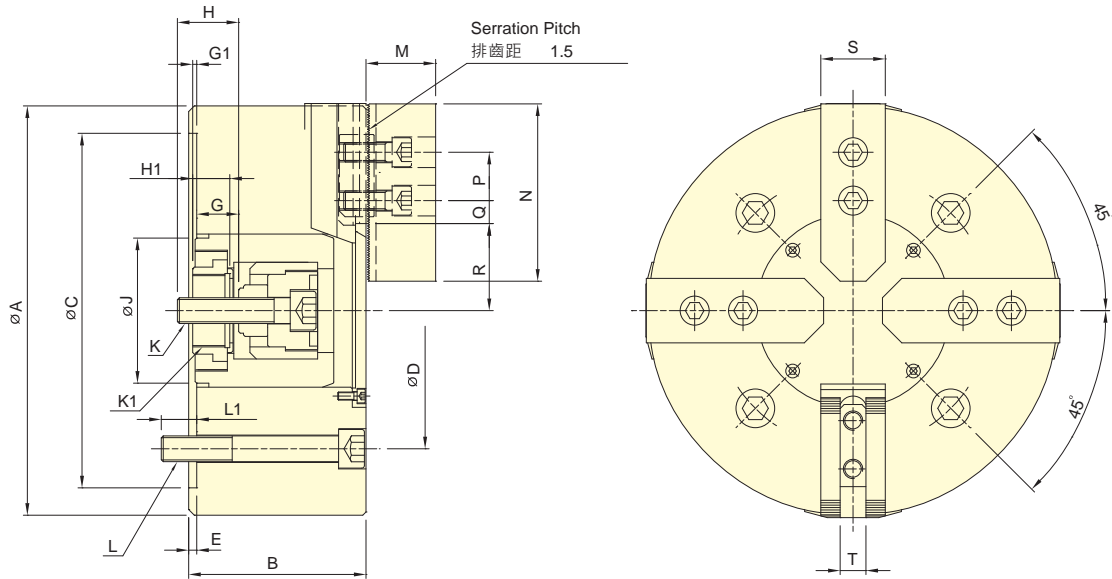 H
G1
Serration Pitch
排齒距 1.5
M
S
H1
G
P
Q
N
R
45
45°
øA
øC
øJ
K
K1
L1
øD
L
E
B
T